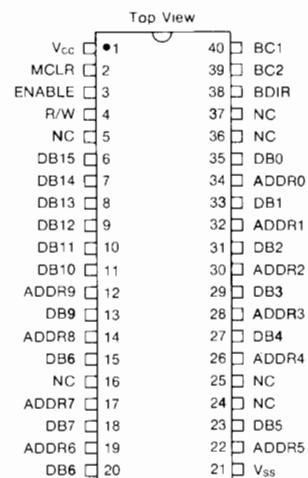 Top View
Vcc 1 40 BC1
MCLR 2 39 BC2
ENABLE 3 38 BDIR
R/W 4 37 NC
NC 5 36 NC
DB15 6 35 DB0
DB14 7 34 ADDR0
DB13 8 33 DB1
DB12 9 32 ADDR1
DB11 10 31 DB2
DB10 11 30 ADDR2
ADDR9 12 29 DB3
DB9 13 28 ADDR3
ADDR8 14 27 DB4
DB6 15 26 ADDR4
NC 16 25 NC
ADDR7 17 24 NC
DB7 18 23 DB5
ADDR6 19 22 ADDR5
DB6 20 21 Vss